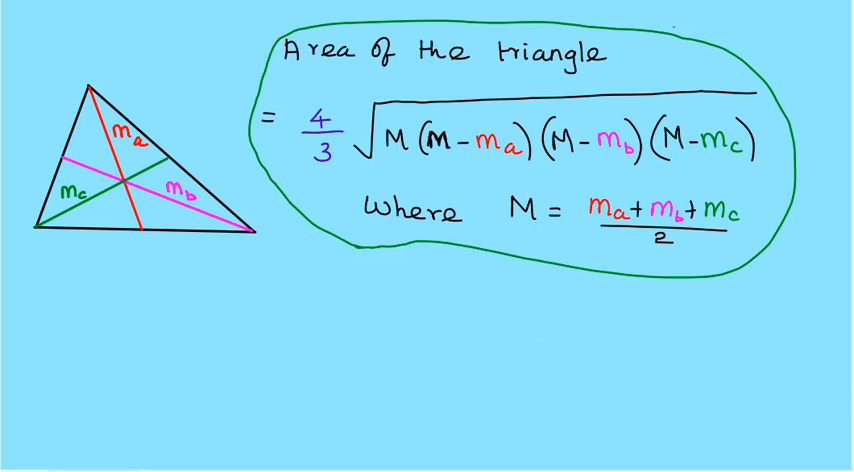 Area of the triangle
= 4/3 √M(M-ma)(M-mb)(M-mc)
where M = ma+mb+mc/2
ma
mc
mb